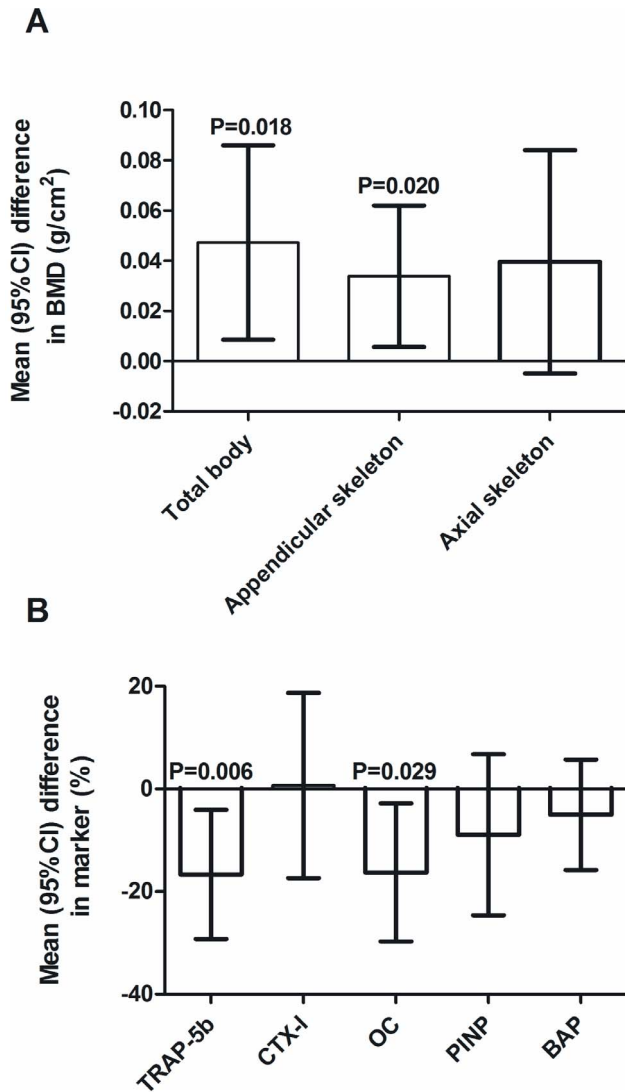 A
Mean (95%CI) difference
in BMD (g/cm²)
0.10
0.08
0.06
0.04
0.02
0.00
-0.02
P=0.018
P=0.020
Total body
Appendicular skeleton
Axial skeleton
B
Mean (95%CI) difference
in marker (%)
20
0
-20
-40
P=0.006
P=0.029
TRAP-5b
CTX-I
OC
PINP
BAP